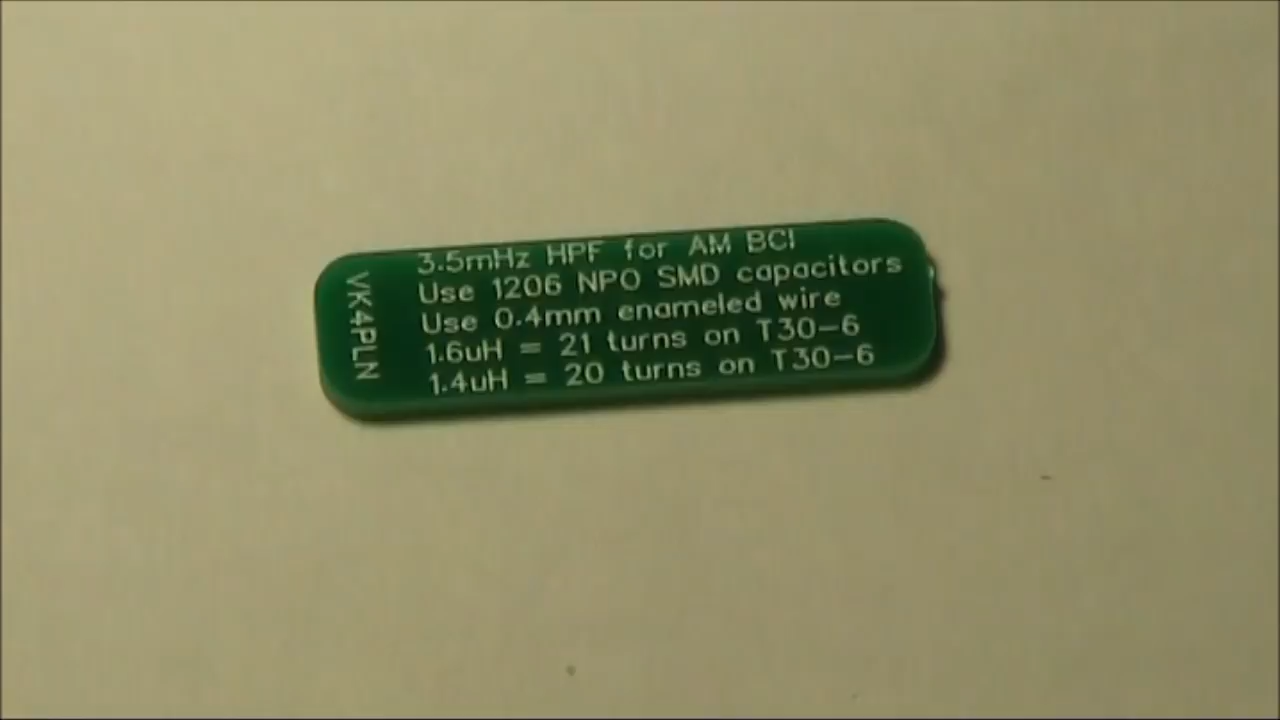 VK4PLN
3.5mHz HPF for AM BCI
Use 1206 NPO SMD capacitors
Use 0.4mm enameled wire
1.6uH = 21 turns on T30-6
1.4uH = 20 turns on T30-6